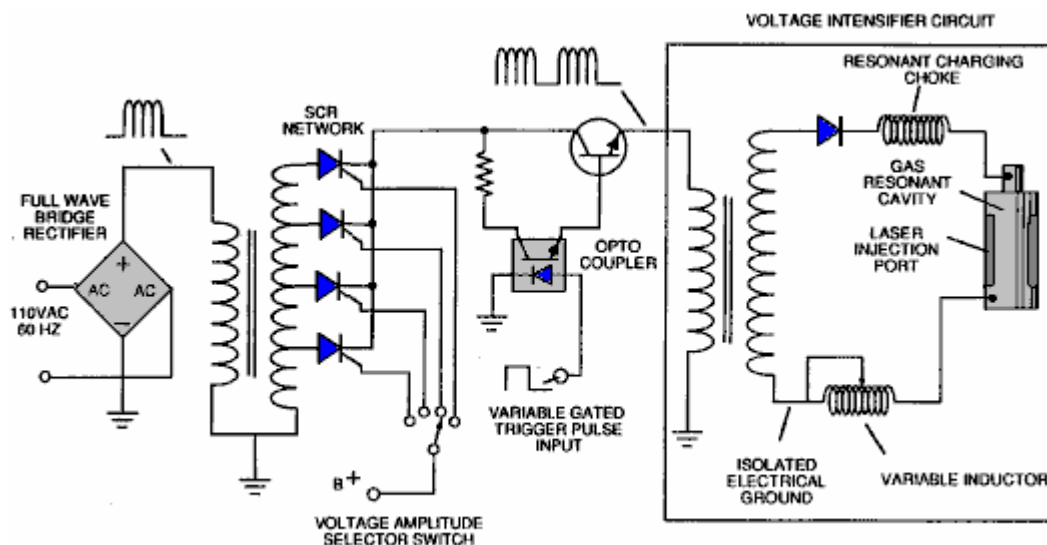 VOLTAGE INTENSIFIER CIRCUIT
RESONANT CHARGING
CHOKE
SCR
NETWORK
FULL WAVE
BRIDGE
RECTIFIER
GAS
RESONANT
CAVITY
OPTO
COUPLER
LASER
INJECTION
PORT
+
AC AC
–
110VAC
60 HZ
VARIABLE GATED
TRIGGER PULSE
INPUT
B+
ISOLATED
ELECTRICAL
GROUND
VARIABLE INDUCTOR
VOLTAGE AMPLITUDE
SELECTOR SWITCH